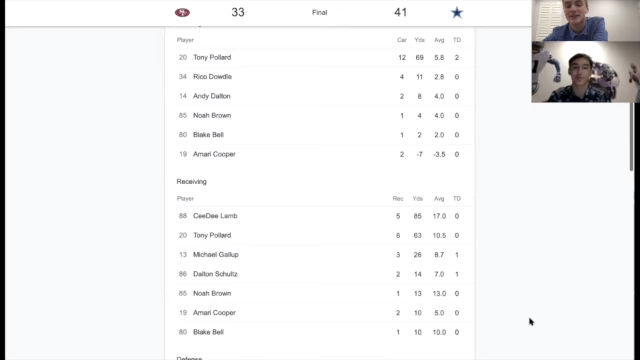 33 Final 41
Player Car Yds Avg TD
20 Tony Pollard 12 69 5.8 2
34 Rico Dowdle 4 11 2.8 0
14 Andy Dalton 2 8 4.0 0
85 Noah Brown 1 4 4.0 0
80 Blake Bell 1 2 2.0 0
19 Amari Cooper 2 -7 -3.5 0
Receiving
Player Rec Yds Avg TD
88 CeeDee Lamb 5 85 17.0 0
20 Tony Pollard 6 63 10.5 0
13 Michael Gallup 3 26 8.7 1
86 Dalton Schultz 2 14 7.0 1
85 Noah Brown 1 13 13.0 0
19 Amari Cooper 2 10 5.0 0
80 Blake Bell 1 10 10.0 0
Defense